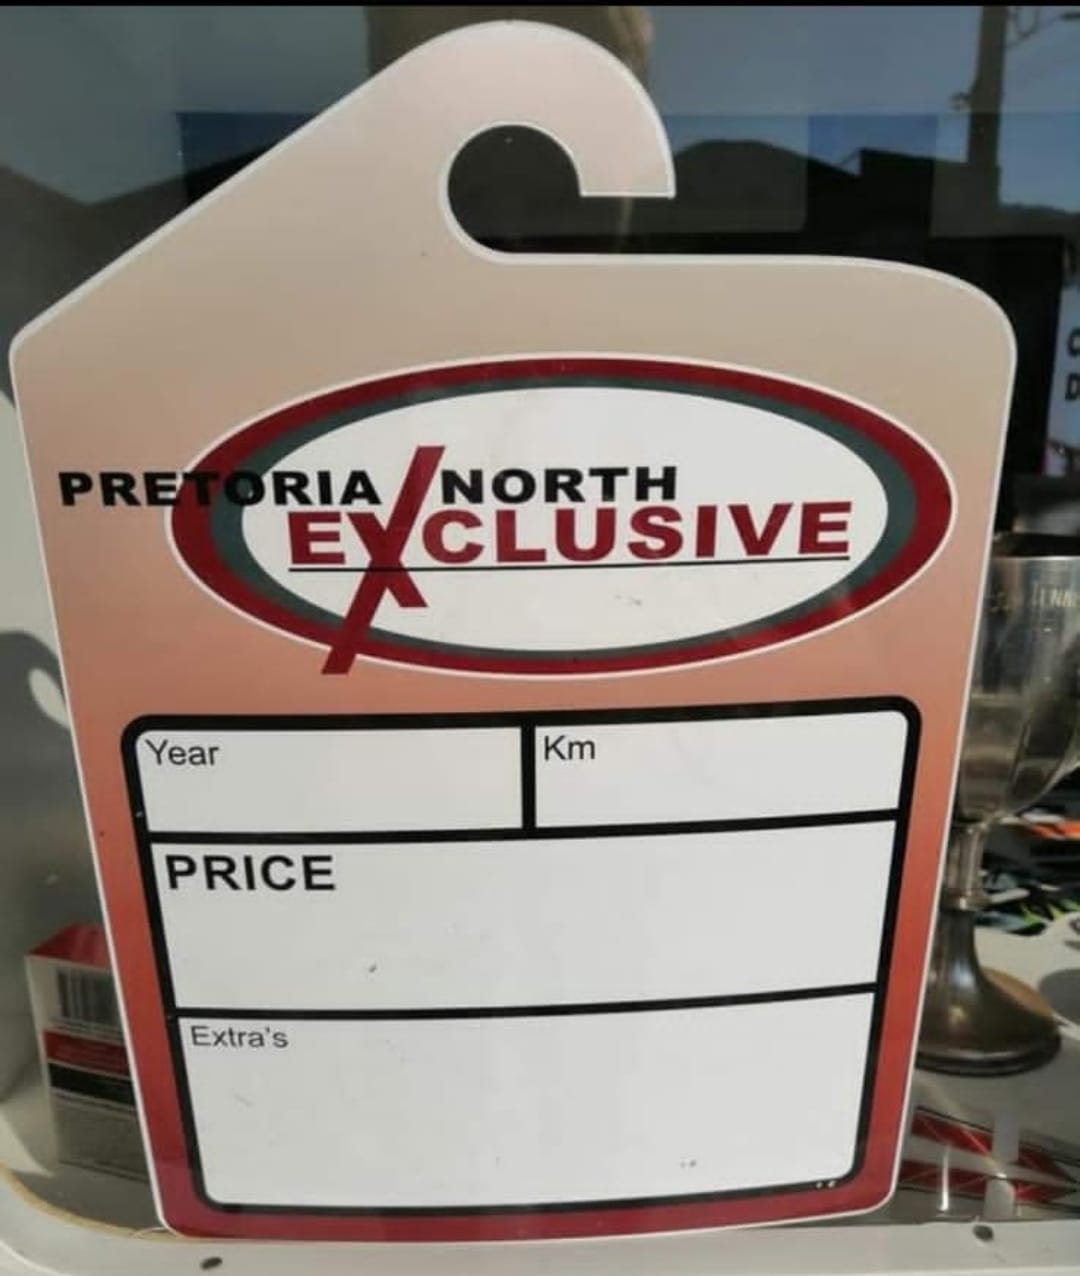 PRETORIA NORTH
EXCLUSIVE
Year
Km
PRICE
Extra's